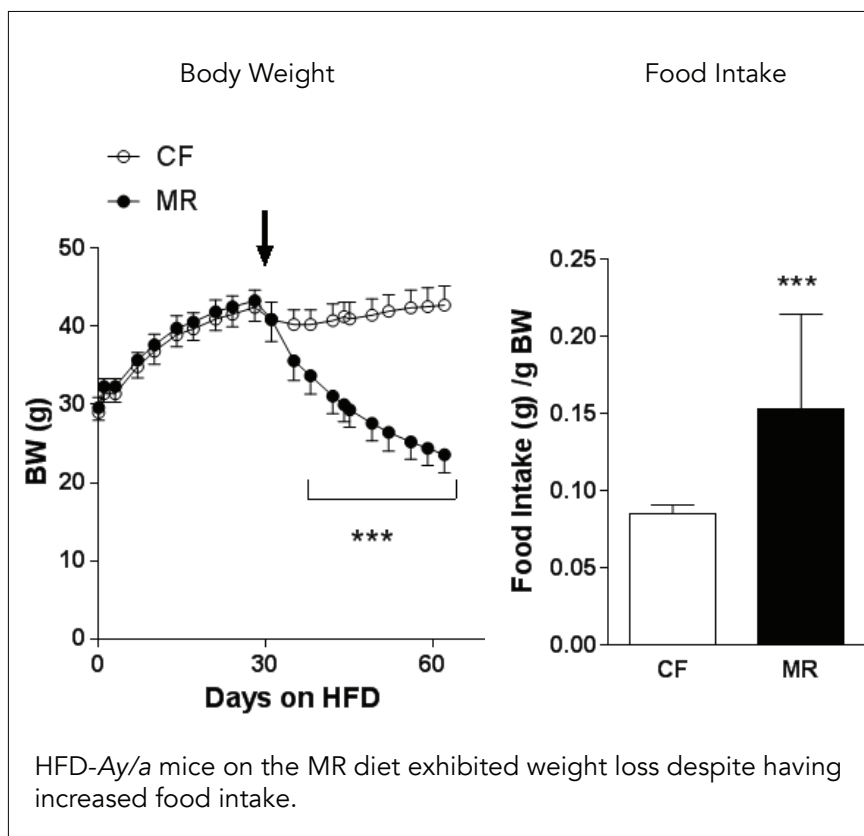 Body Weight
Food Intake
CF
MR
BW (g)
50
40
30
20
10
0
0
30
60
Days on HFD
***
Food Intake (g) /g BW
0.25
0.20
0.15
0.10
0.05
0.00
***
CF
MR
HFD-Ay/a mice on the MR diet exhibited weight loss despite having
increased food intake.